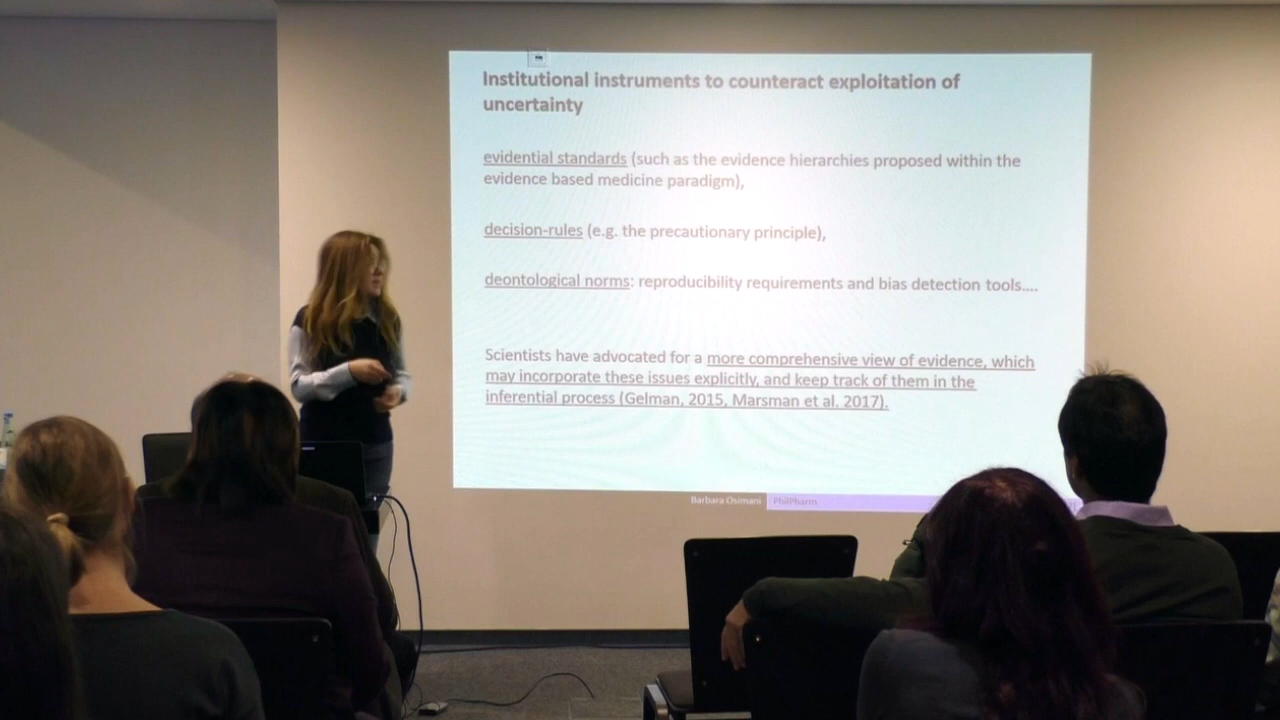 Institutional instruments to counteract exploitation of
uncertainty
evidential standards (such as the evidence hierarchies proposed within the
evidence based medicine paradigm),
decision-rules (e.g. the precautionary principle),
deontological norms: reproducibility requirements and bias detection tools....
Scientists have advocated for a more comprehensive view of evidence, which
may incorporate these issues explicitly, and keep track of them in the
inferential process (Gelman, 2015, Marsman et al. 2017).
Barbara Osimani PhilPharm